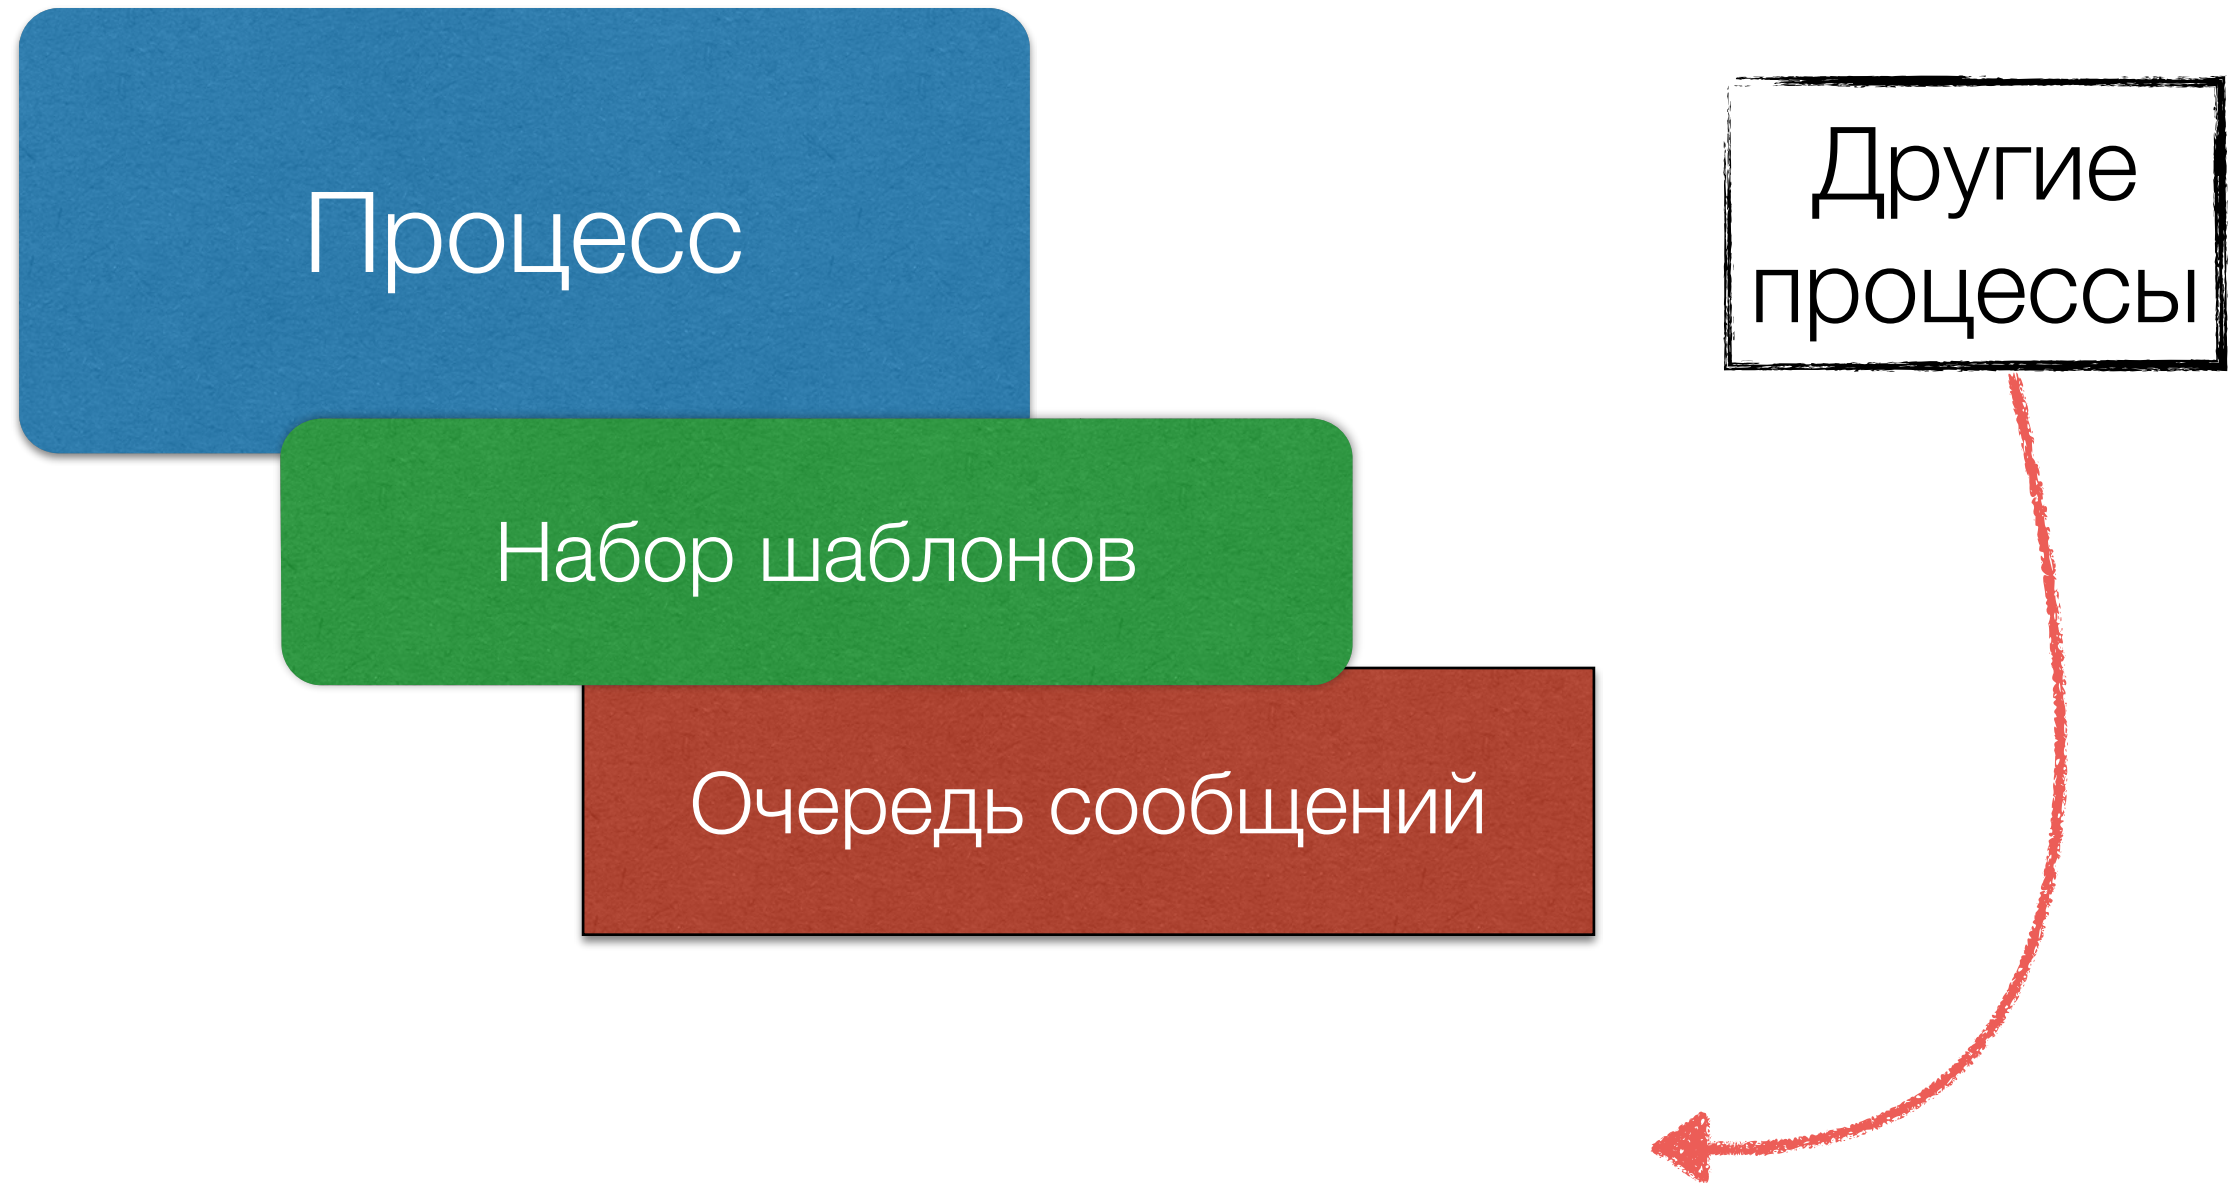 Процесс
Другие
процессы
Набор шаблонов
Очередь сообщений